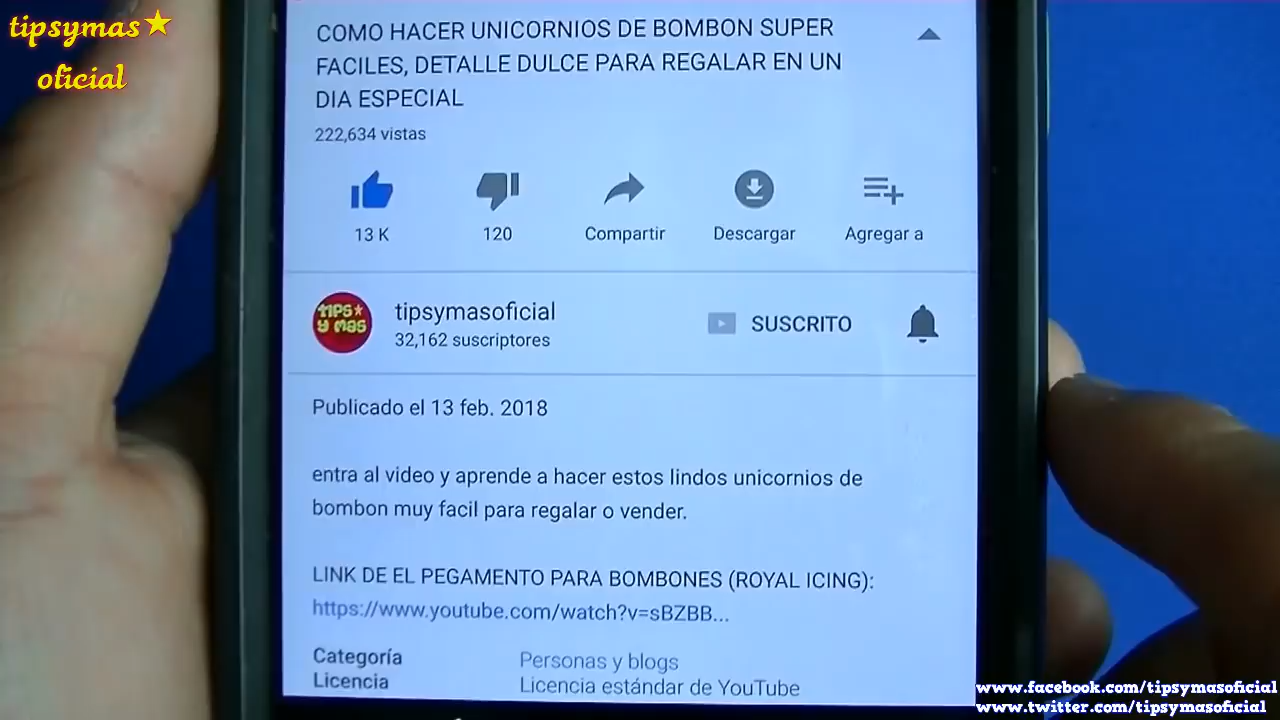 tipsymas
oficial
COMO HACER UNICORNIOS DE BOMBON SUPER
FACILES, DETALLE DULCE PARA REGALAR EN UN
DIA ESPECIAL
222,634 vistas
13 K
120
Compartir
Descargar
Agregar a
TIPS
Y MAS
tipsymasoficial
32,162 suscriptores
SUSCRITO
Publicado el 13 feb. 2018
entra al video y aprende a hacer estos lindos unicornios de
bombon muy facil para regalar o vender.
LINK DE EL PEGAMENTO PARA BOMBONES (ROYAL ICING):
https://www.youtube.com/watch?v=sBZBB...
Categoría
Personas y blogs
Licencia
Licencia estándar de YouTube
www.facebook.com/tipsymasoficial
www.twitter.com/tipsymasoficial